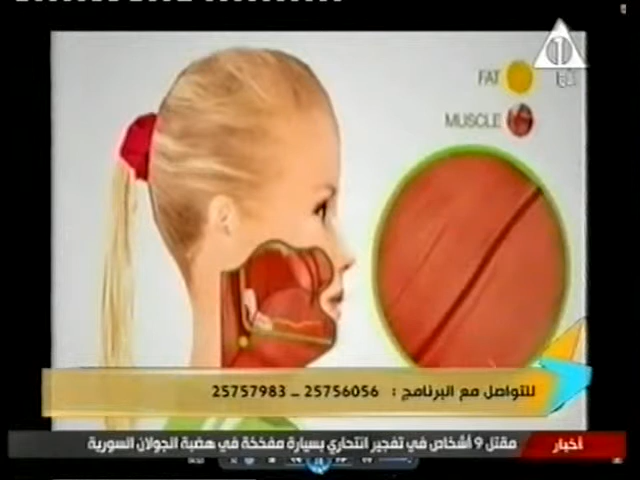 FAT
MUSCLE
للتواصل مع البرنامج : 25756056 - 25757983
أخبار
مقتل 9 أشخاص في تفجير انتحاري بسيارة مفخخة في هضبة الجولان السورية